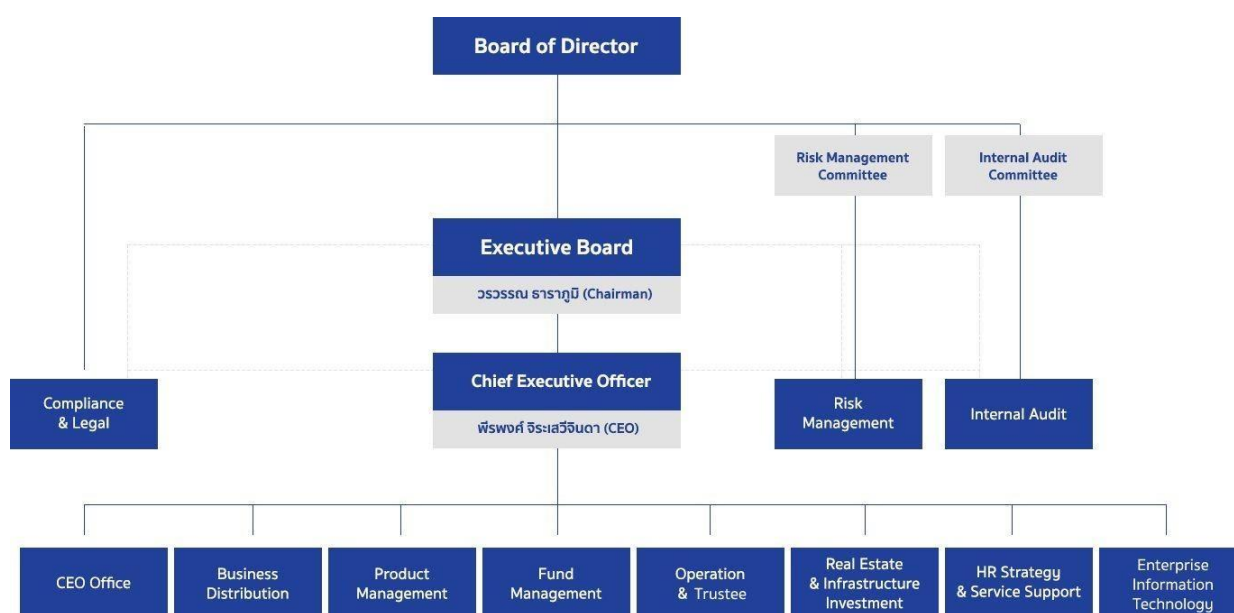 Board of Director
Risk Management
Committee
Internal Audit
Committee
Executive Board
วรวรรณ ธาราภูมิ (Chairman)
Chief Executive Officer
พีรพงศ์ จิระเสวีจินดา (CEO)
Compliance
& Legal
Risk
Management
Internal Audit
CEO Office
Business
Distribution
Product
Management
Fund
Management
Operation
& Trustee
Real Estate
& Infrastructure
Investment
HR Strategy
& Service Support
Enterprise
Information
Technology